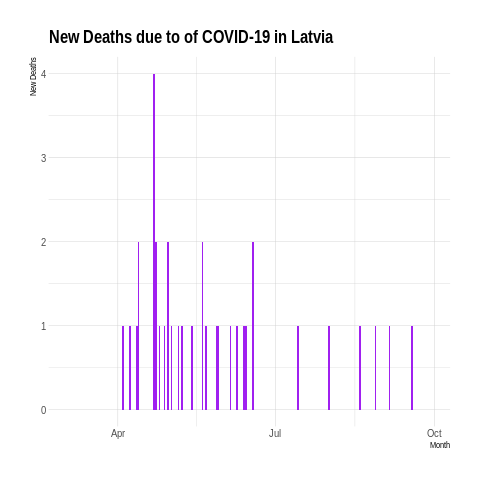 New Deaths due to of COVID-19 in Latvia
New Deaths
4
3
2
1
0
Apr
Jul
Oct
Month